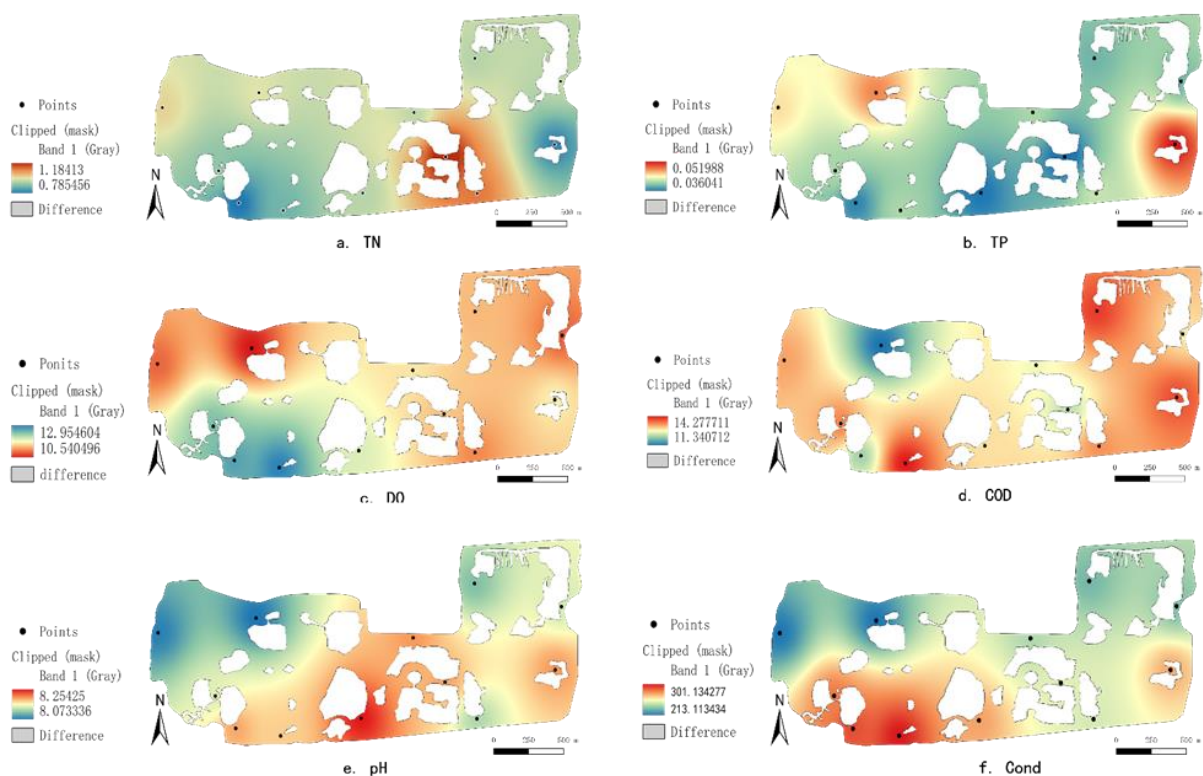 Points
Clipped (mask)
Band 1 (Gray)
1.18413
0.785456
Difference
N
0 250 500 m
a. TN
Points
Clipped (mask)
Band 1 (Gray)
0.051988
0.036041
Difference
N
0 250 500 m
b. TP
Ponits
Clipped (mask)
Band 1 (Gray)
12.954604
10.540496
difference
N
0 250 500 m
c. DO
Points
Clipped (mask)
Band 1 (Gray)
14.277711
11.340712
difference
N
0 250 500 m
d. COD
Points
Clipped (mask)
Band 1 (Gray)
8.25425
8.073336
Difference
N
0 250 500 m
e. pH
Points
Clipped (mask)
Band 1 (Gray)
301.134277
213.113434
Difference
N
0 250 500 m
f. Cond